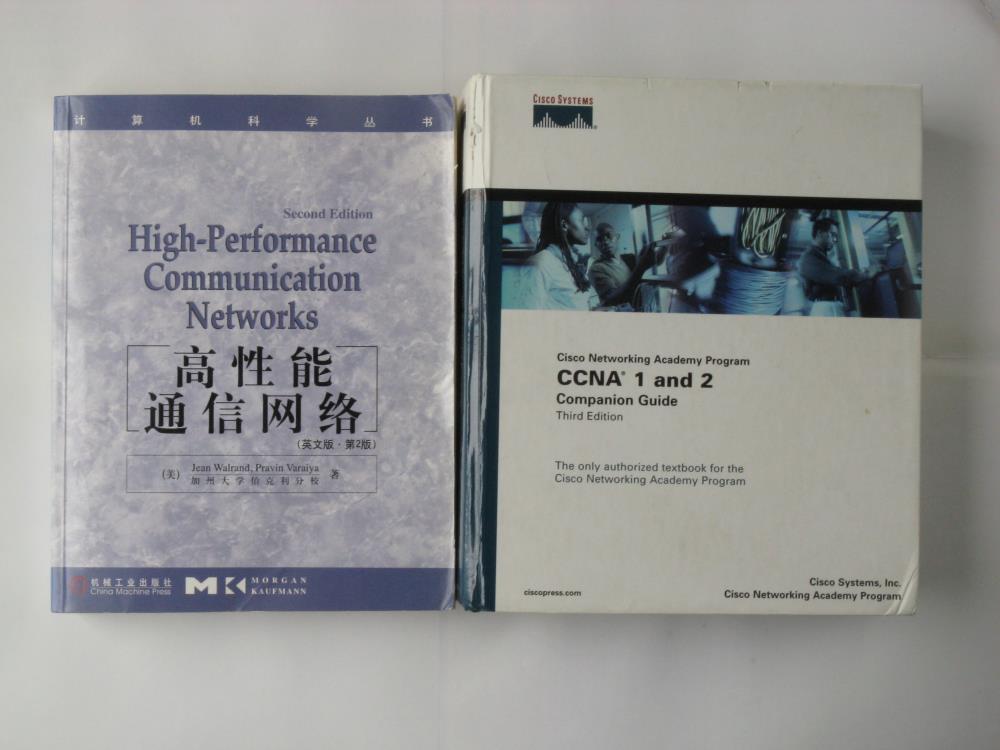 计算机科学丛书
Second Edition
High-Performance
Communication
Networks
高性能
通信网络
(英文版·第2版)
(美) Jean Walrand, Pravin Varaiya 著
加州大学伯克利分校
机械工业出版社
China Machine Press
MK
MORGAN
KAUFMANN
CISCO SYSTEMS
Cisco Networking Academy Program
CCNA® 1 and 2
Companion Guide
Third Edition
The only authorized textbook for the
Cisco Networking Academy Program
ciscopress.com
Cisco Systems, Inc.
Cisco Networking Academy Program